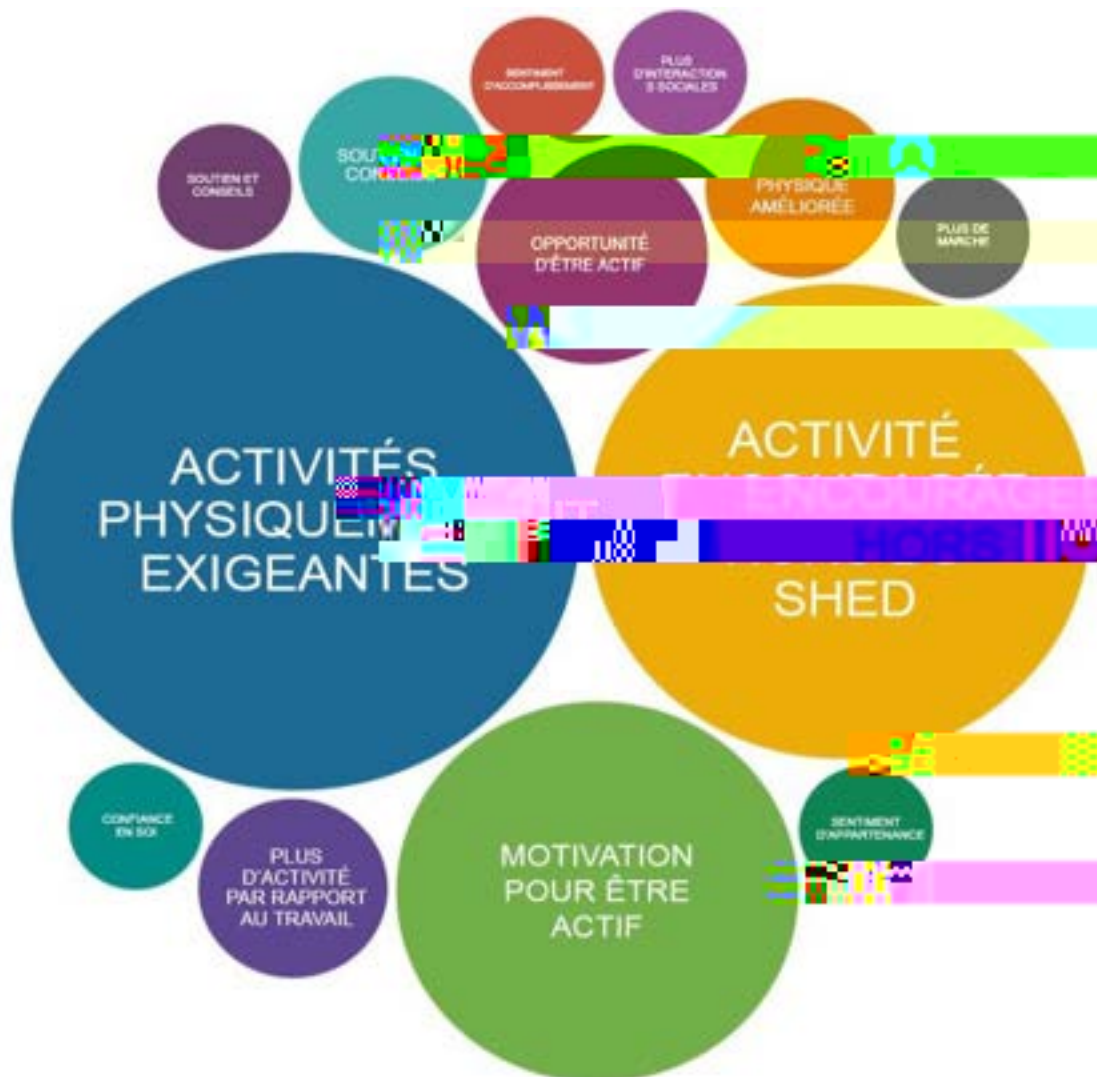 SENTIMENT
D'ACCOMPLISSEMENT
PLUS
D'INTERACTION
S SOCIALES
SOUTIEN ET
CONSEILS
PHYSIQUE
AMÉLIORÉE
PLUS DE
MARCHE
OPPORTUNITÉ
D'ÊTRE ACTIF
ACTIVITÉS
EXIGEANTES
ACTIVITÉ
HORS
SHED
CONFIANCE
EN SOI
PLUS
D'ACTIVITÉ
PAR RAPPORT
AU TRAVAIL
MOTIVATION
POUR ÊTRE
ACTIF
SENTIMENT
D'APPARTENANCE